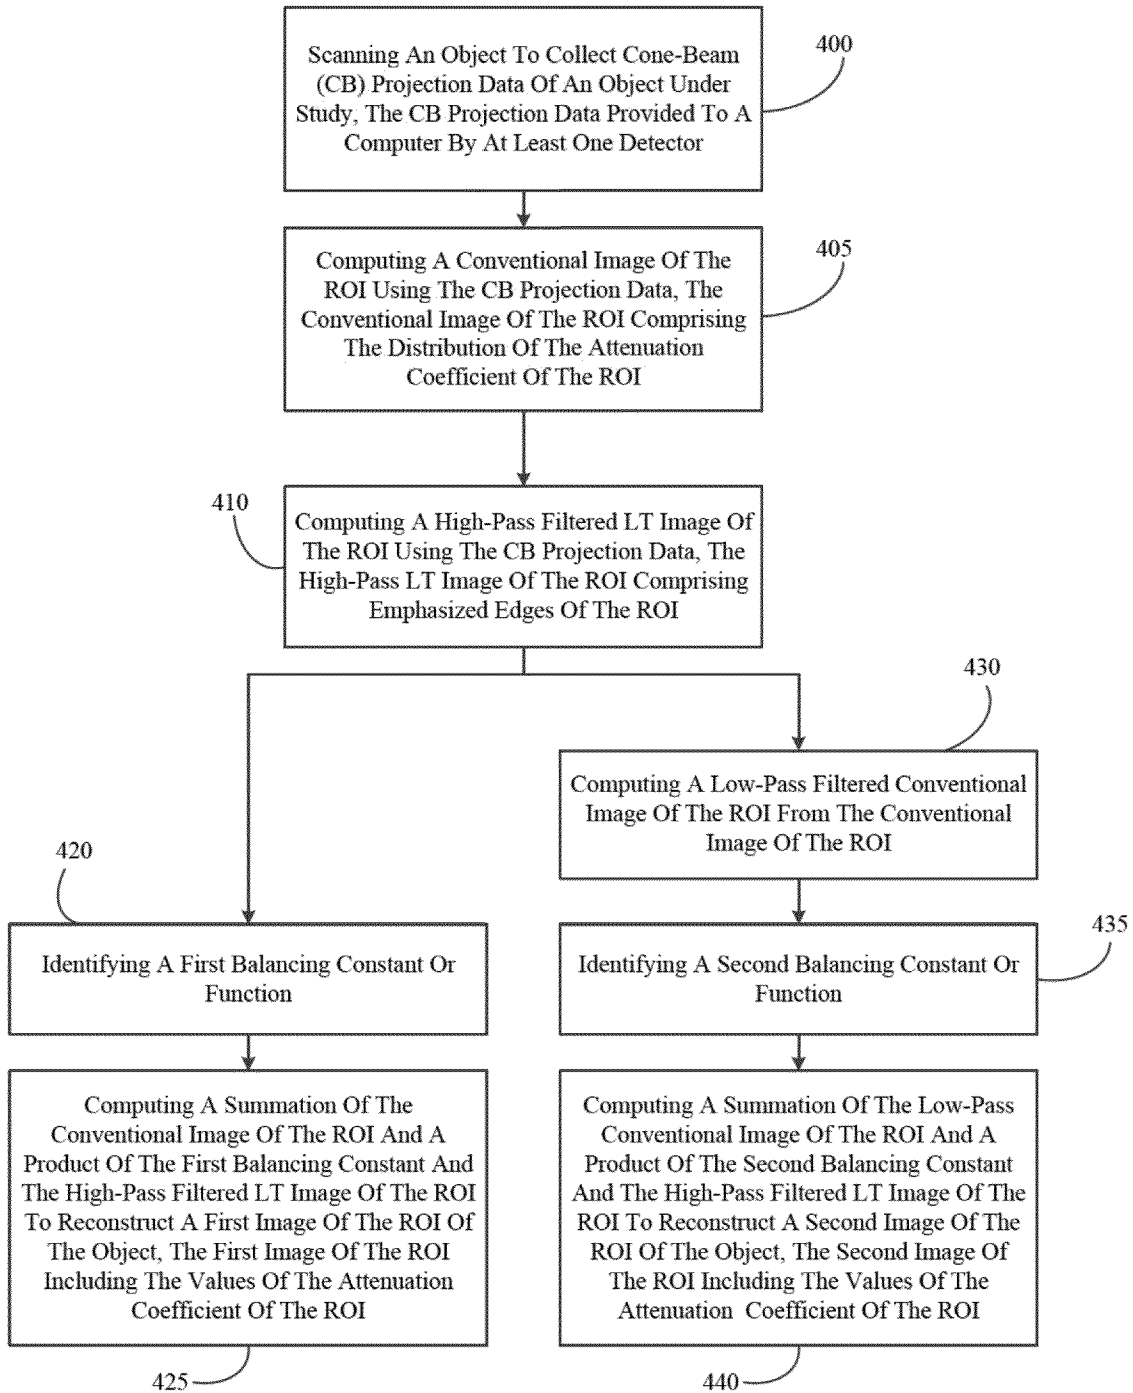 Scanning An Object To Collect Cone-Beam
(CB) Projection Data Of An Object Under
Study, The CB Projection Data Provided To A
Computer By At Least One Detector
400
Computing A Conventional Image Of The
ROI Using The CB Projection Data, The
Conventional Image Of The ROI Comprising
The Distribution Of The Attenuation
Coefficient Of The ROI
405
410
Computing A High-Pass Filtered LT Image Of
The ROI Using The CB Projection Data, The
High-Pass LT Image Of The ROI Comprising
Emphasized Edges Of The ROI
430
Computing A Low-Pass Filtered Conventional
Image Of The ROI From The Conventional
Image Of The ROI
420
Identifying A First Balancing Constant Or
Function
435
Identifying A Second Balancing Constant Or
Function
Computing A Summation Of The
Conventional Image Of The ROI And A
Product Of The First Balancing Constant And
The High-Pass Filtered LT Image Of The ROI
To Reconstruct A First Image Of The ROI Of
The Object, The First Image Of The ROI
Including The Values Of The Attenuation
Coefficient Of The ROI
425
Computing A Summation Of The Low-Pass
Conventional Image Of The ROI And A
Product Of The Second Balancing Constant
And The High-Pass Filtered LT Image Of The
ROI To Reconstruct A Second Image Of The
ROI Of The Object, The Second Image Of
The ROI Including The Values Of The
Attenuation Coefficient Of The ROI
440